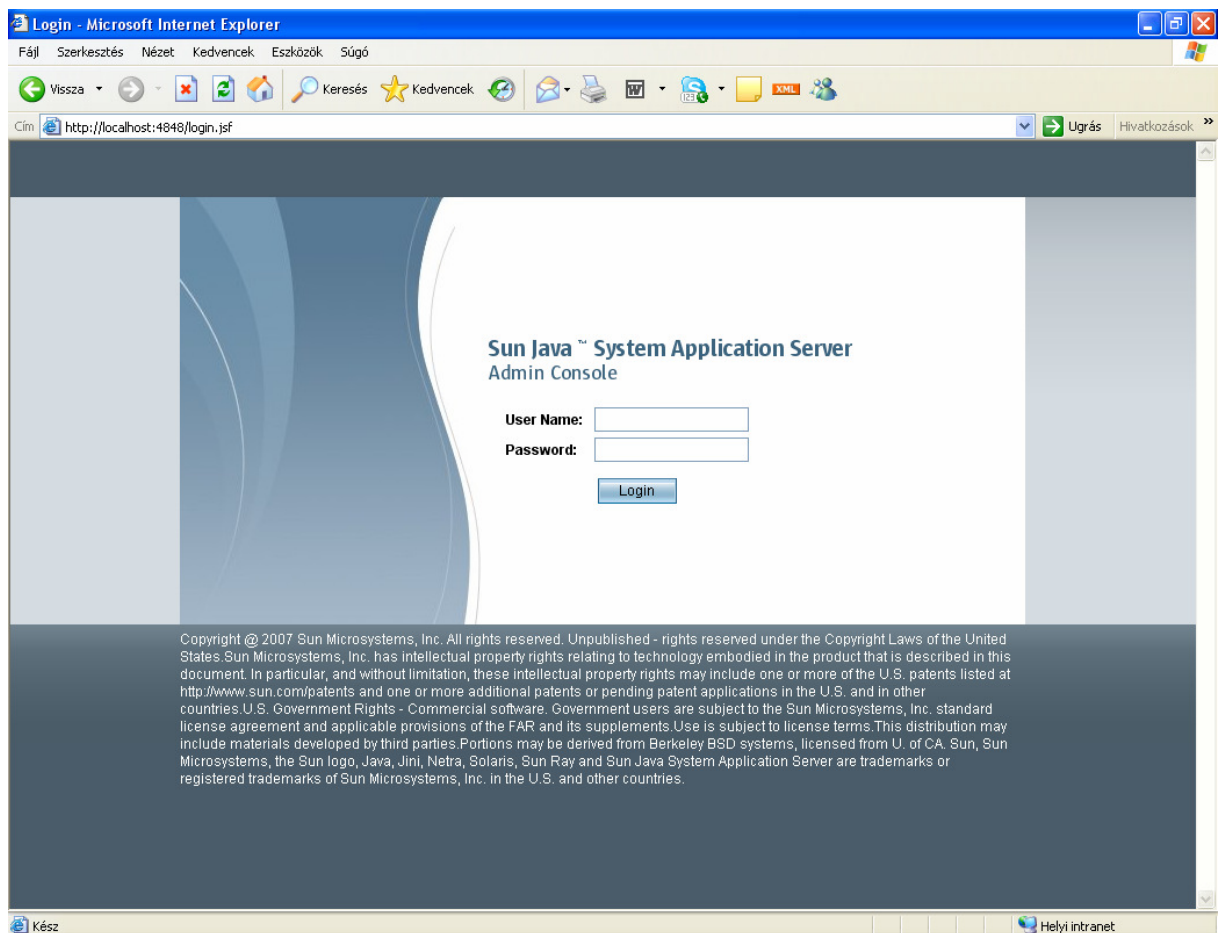 Login - Microsoft Internet Explorer
Fájl Szerkesztés Nézet Kedvencek Eszközök Súgó
Vissza Keresés Kedvencek W 123 XML
Cím http://localhost:4848/login.jsf Ugrás Hivatkozások »
Sun Java™ System Application Server
Admin Console
User Name:
Password:
Login
Copyright @ 2007 Sun Microsystems, Inc. All rights reserved. Unpublished - rights reserved under the Copyright Laws of the United
States.Sun Microsystems, Inc. has intellectual property rights relating to technology embodied in the product that is described in this
document. In particular, and without limitation, these intellectual property rights may include one or more of the U.S. patents listed at
http://www.sun.com/patents and one or more additional patents or pending patent applications in the U.S. and in other
countries.U.S. Government Rights - Commercial software. Government users are subject to the Sun Microsystems, Inc. standard
license agreement and applicable provisions of the FAR and its supplements.Use is subject to license terms.This distribution may
include materials developed by third parties.Portions may be derived from Berkeley BSD systems, licensed from U. of CA. Sun, Sun
Microsystems, the Sun logo, Java, Jini, Netra, Solaris, Sun Ray and Sun Java System Application Server are trademarks or
registered trademarks of Sun Microsystems, Inc. in the U.S. and other countries.
Kész Helyi intranet